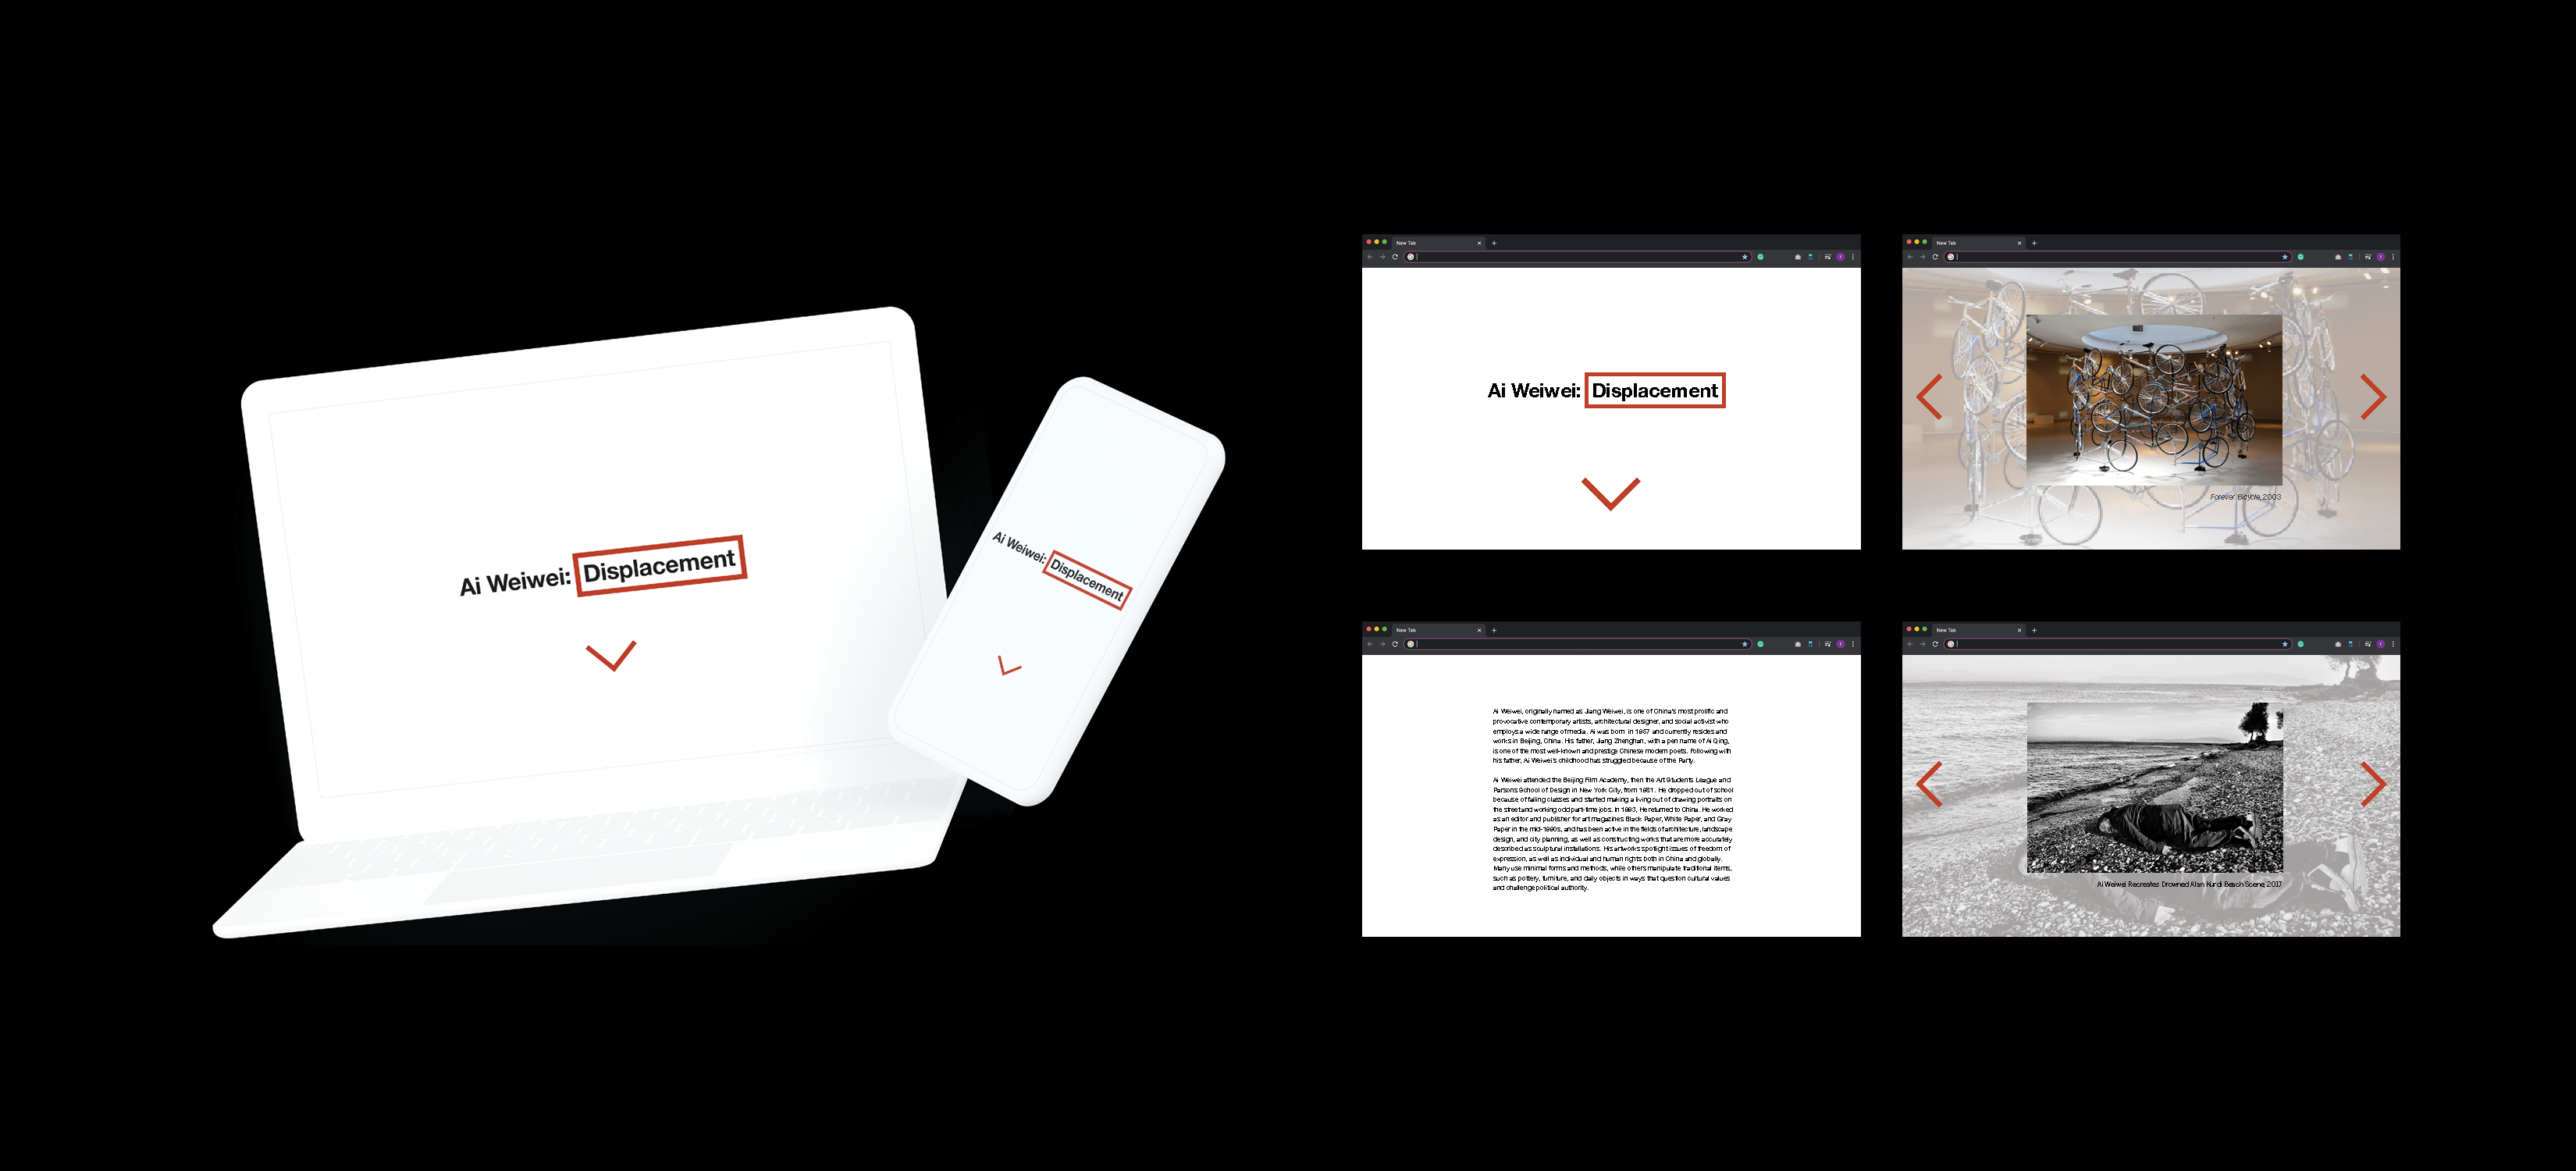 Ai Weiwei: Displacement
Ai Weiwei: Displacement
New Tab
Ai Weiwei: Displacement
New Tab
Forever Bicycle, 2003
New Tab
Ai Weiwei, originally named as Jiang Weiwei, is one of China's most prolific and
provocative contemporary artists, architectural designer, and social activist who
employs a wide range of media. Ai was born in 1957 and currently resides and
works in Beijing, China. His father, Jiang Zhenghan, with a pen name of Ai Qing,
is one of the most well-known and prestige Chinese modern poets. Following with
his father, Ai Weiwei's childhood has struggled because of the Party.
Ai Weiwei attended the Beijing Film Academy, then the Art Students League and
Parsons School of Design in New York City, from 1981. He dropped out of school
because of failing classes and started making a living out of drawing portraits on
the street and working odd part-time jobs. In 1993, He returned to China. He worked
as an editor and publisher for art magazines Black Paper, White Paper, and Gray
Paper in the mid-1990s, and has been active in the fields of architecture, landscape
design, and city planning, as well as constructing works that are more accurately
described as sculptural installations. His artworks spotlight issues of freedom of
expression, as well as individual and human rights both in China and globally.
Many use minimal forms and methods, while others manipulate traditional items,
such as pottery, furniture, and daily objects in ways that question cultural values
and challenge political authority.
New Tab
Ai Weiwei Recreates Drowned Alan Kurdi Beach Scene, 2017